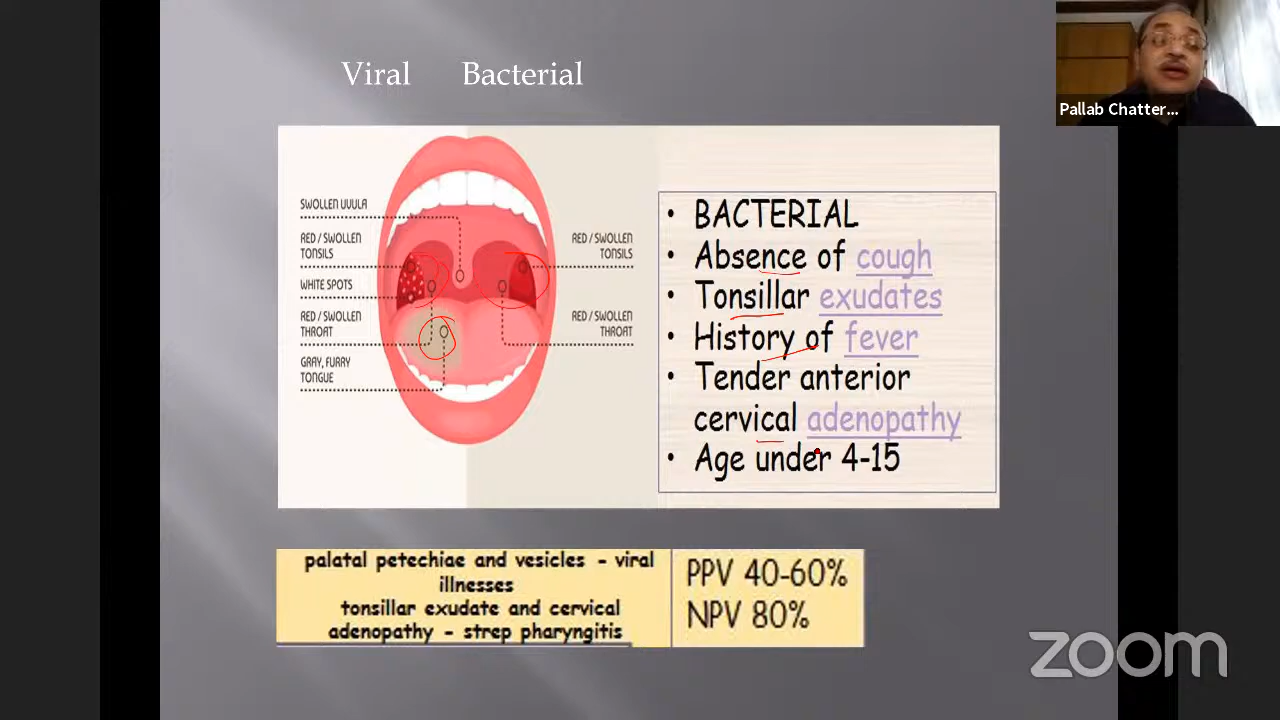 Viral Bacterial
Pallab Chatter...
SWOLLEN UVULA
RED / SWOLLEN
TONSILS
WHITE SPOTS
RED / SWOLLEN
THROAT
GRAY, FURRY
TONGUE
RED / SWOLLEN
TONSILS
RED / SWOLLEN
THROAT
• BACTERIAL
• Absence of cough
• Tonsillar exudates
• History of fever
• Tender anterior
cervical adenopathy
• Age under 4-15
palatal petechiae and vesicles - viral
illnesses
tonsillar exudate and cervical
adenopathy - strep pharyngitis
PPV 40-60%
NPV 80%
zoom